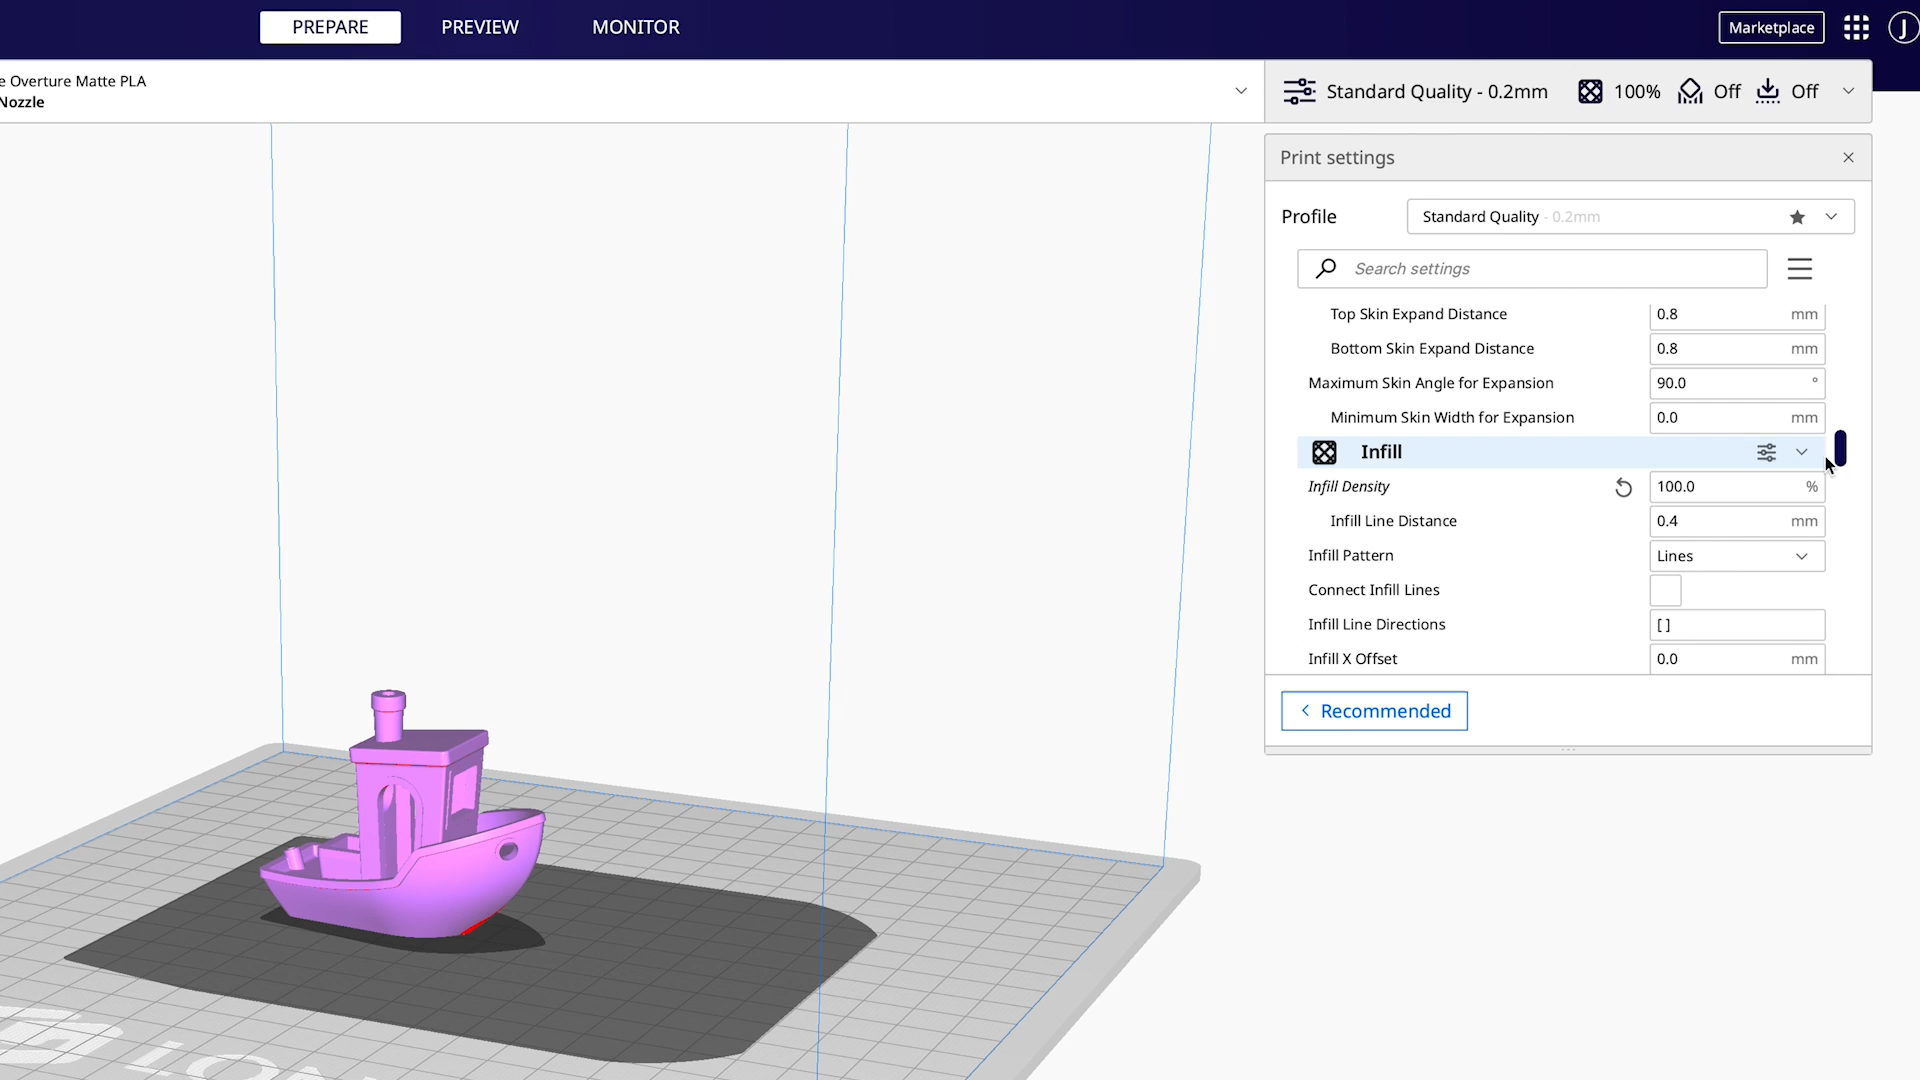 PREPARE PREVIEW MONITOR Marketplace J
e Overture Matte PLA
Nozzle
Standard Quality - 0.2mm 100% Off Off
Print settings
Profile Standard Quality - 0.2mm
Search settings
Top Skin Expand Distance 0.8 mm
Bottom Skin Expand Distance 0.8 mm
Maximum Skin Angle for Expansion 90.0 °
Minimum Skin Width for Expansion 0.0 mm
Infill
Infill Density 100.0 %
Infill Line Distance 0.4 mm
Infill Pattern Lines
Connect Infill Lines
Infill Line Directions []
Infill X Offset 0.0 mm
Recommended